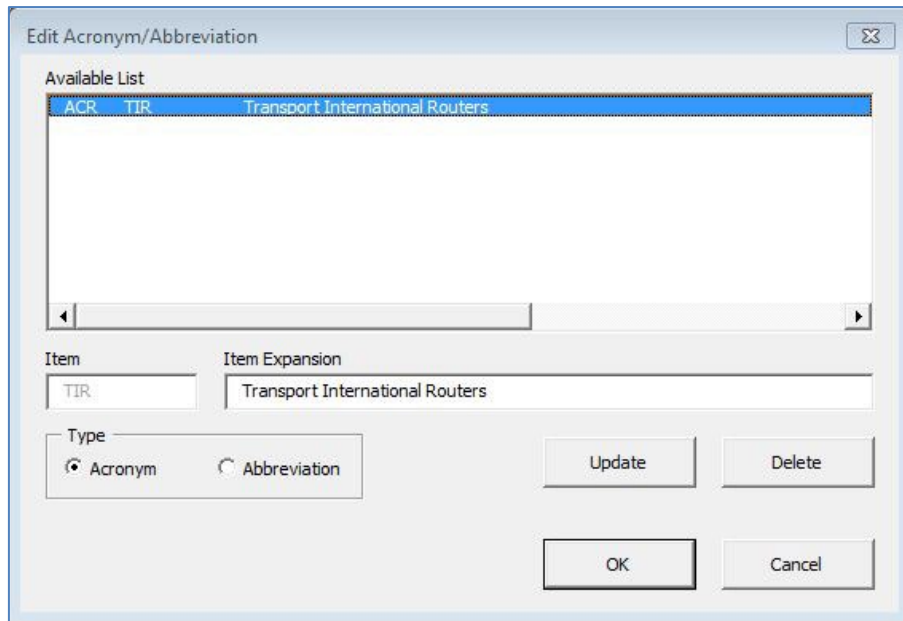 Edit Acronym/Abbreviation
Available List
ACR TIR Transport International Routers
Item Item Expansion
TIR Transport International Routers
Type
Acronym Abbreviation Update Delete
OK Cancel